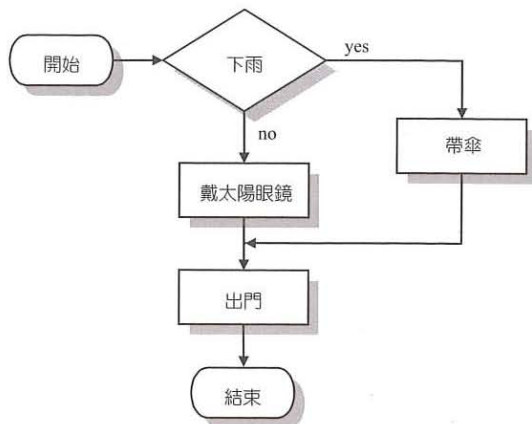 開始
下雨
yes
no
帶傘
戴太陽眼鏡
出門
結束